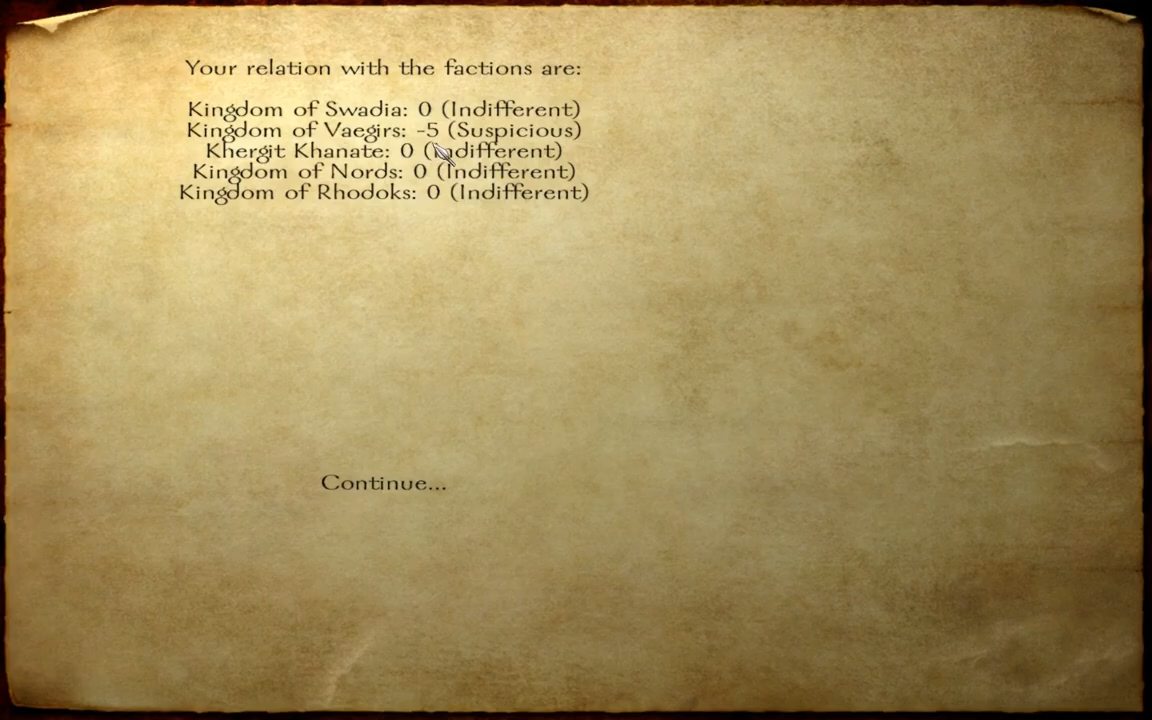 Your relation with the factions are:
Kingdom of Swadia: 0 (Indifferent)
Kingdom of Vaegirs: -5 (Suspicious)
Khergit Khanate: 0 (Indifferent)
Kingdom of Nords: 0 (Indifferent)
Kingdom of Rhodoks: 0 (Indifferent)
Continue...